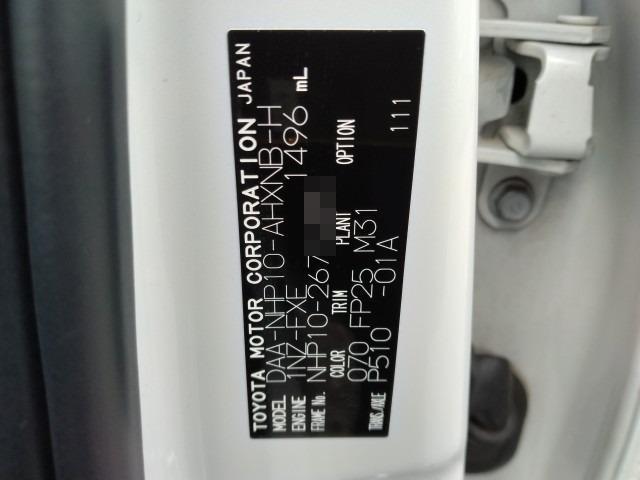 TOYOTA MOTOR CORPORATION JAPAN
MODEL DAA-NHP10-AHXNB-H
ENGINE 1NZ-FXE 1496 mL
FRAME No. NHP10-267
COLOR TRIM PLANT OPTION
070 FP25 M31 111
TRANS./AXLE P510 -01A